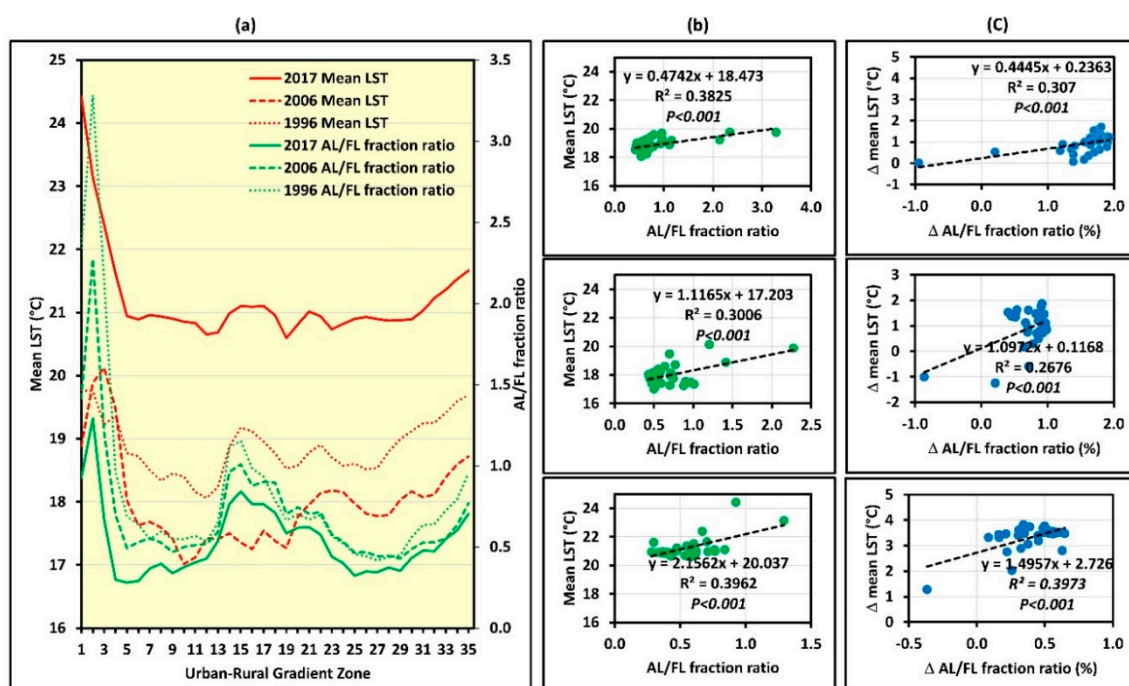 (a)
25
24
23
22
21
20
19
18
17
16
Mean LST (°C)
3.5
3.0
2.5
2.0
1.5
1.0
0.5
0.0
AL/FL fraction ratio
2017 Mean LST
2006 Mean LST
1996 Mean LST
2017 AL/FL fraction ratio
2006 AL/FL fraction ratio
1996 AL/FL fraction ratio
1 3 5 7 9 11 13 15 17 19 21 23 25 27 29 31 33 35
Urban-Rural Gradient Zone
(b)
24
22
20
18
16
Mean LST (°C)
y = 0.4742x + 18.473
R² = 0.3825
P<0.001
0.0 1.0 2.0 3.0 4.0
AL/FL fraction ratio
24
22
20
18
16
Mean LST (°C)
y = 1.1165x + 17.203
R² = 0.3006
P<0.001
0.0 0.5 1.0 1.5 2.0 2.5
AL/FL fraction ratio
26
24
22
20
18
16
Mean LST (°C)
y = 2.1562x + 20.037
R² = 0.3962
P<0.001
0.0 0.5 1.0 1.5
AL/FL fraction ratio
(C)
5
3
1
-1
Δ mean LST (°C)
y = 0.4445x + 0.2363
R² = 0.307
P<0.001
-1.0 0.0 1.0 2.0
Δ AL/FL fraction ratio (%)
3
2
1
0
-1
-2
Δ mean LST (°C)
y = 1.0972x + 0.1168
R² = 0.2676
P<0.001
-1.0 0.0 1.0 2.0
Δ AL/FL fraction ratio (%)
5
4
3
2
1
0
Δ mean LST (°C)
y = 1.4957x + 2.726
R² = 0.3973
P<0.001
-0.5 0.0 0.5 1.0
Δ AL/FL fraction ratio (%)